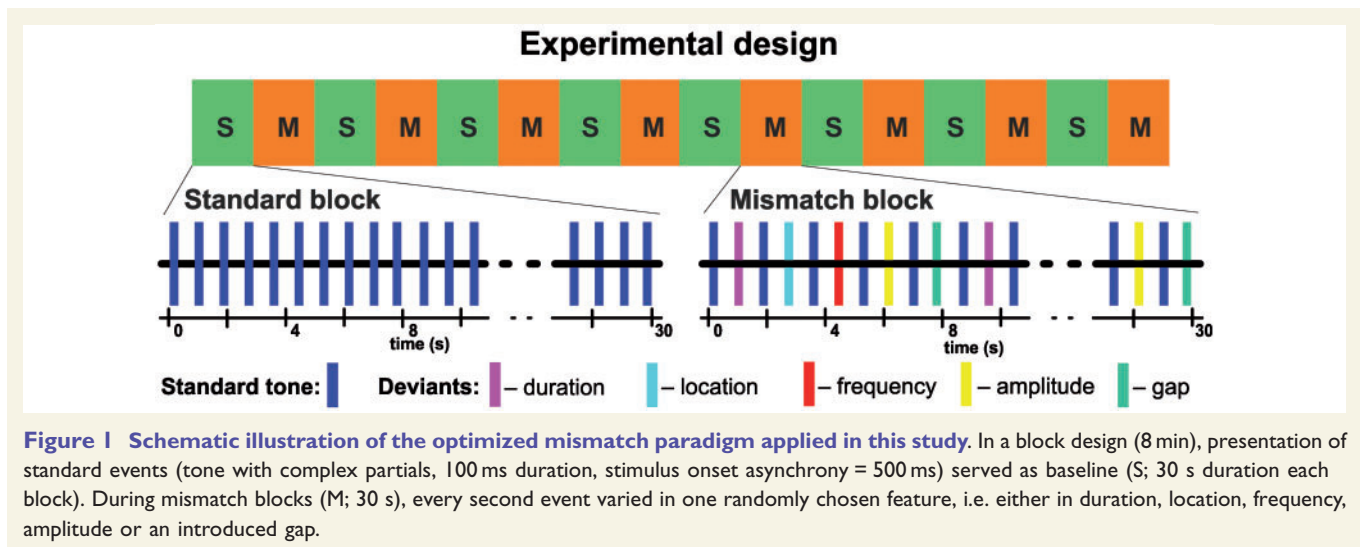 Experimental design
S M S M S M S M S M S M S M S M
Standard block Mismatch block
0 4 8 30 0 4 8 30
time (s) time (s)
Standard tone: Deviants: – duration – location – frequency – amplitude – gap
Figure 1 Schematic illustration of the optimized mismatch paradigm applied in this study. In a block design (8 min), presentation of
standard events (tone with complex partials, 100 ms duration, stimulus onset asynchrony = 500 ms) served as baseline (S; 30 s duration each
block). During mismatch blocks (M; 30 s), every second event varied in one randomly chosen feature, i.e. either in duration, location, frequency,
amplitude or an introduced gap.